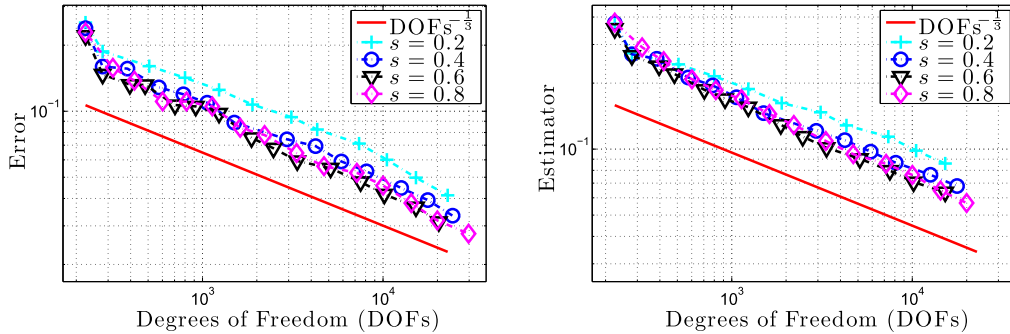 DOFs^{-\frac{1}{3}}
s = 0.2
s = 0.4
s = 0.6
s = 0.8
Error
10^{-1}
10^{3}
10^{4}
Degrees of Freedom (DOFs)
DOFs^{-\frac{1}{3}}
s = 0.2
s = 0.4
s = 0.6
s = 0.8
Estimator
10^{-1}
10^{3}
10^{4}
Degrees of Freedom (DOFs)